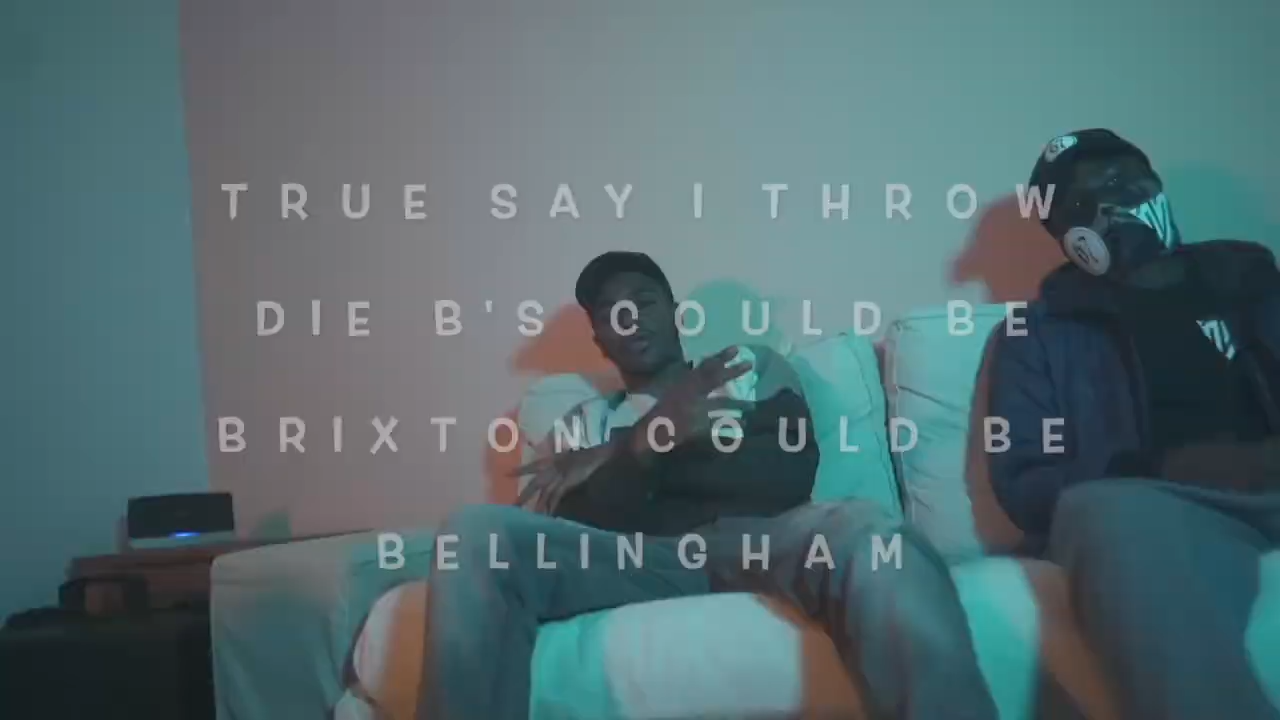 TRUE SAY I THROW
DIE B'S COULD BE
BRIXTON COULD BE
BELLINGHAM